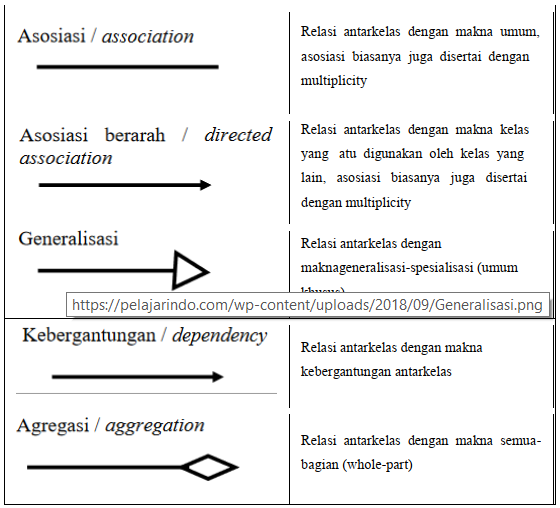 Asosiasi / association
Relasi antarkelas dengan makna umum,
asosiasi biasanya juga disertai dengan
multiplicity
Asosiasi berarah / directed
association
Relasi antarkelas dengan makna kelas
yang atu digunakan oleh kelas yang
lain, asosiasi biasanya juga disertai
dengan multiplicity
Generalisasi
Relasi antarkelas dengan
maknageneralisasi-spesialisasi (umum
khusus)
https://pelajarindo.com/wp-content/uploads/2018/09/Generalisasi.png
Kebergantungan / dependency
Relasi antarkelas dengan makna
kebergantungan antarkelas
Agregasi / aggregation
Relasi antarkelas dengan makna semua-
bagian (whole-part)